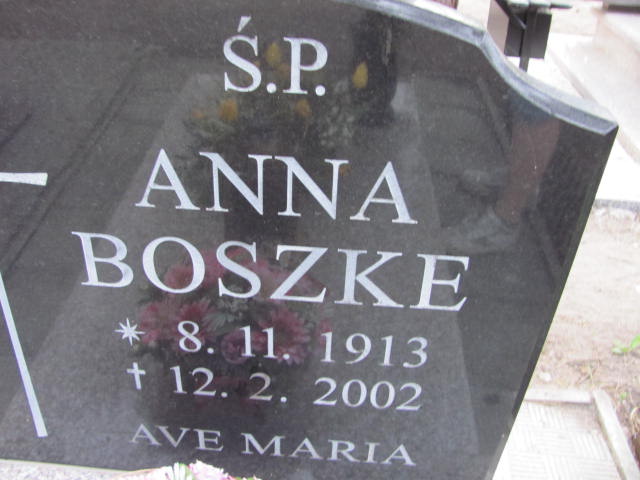 Ś.P.
ANNA
BOSZKE
* 8. 11. 1913
† 12. 2. 2002
AVE MARIA